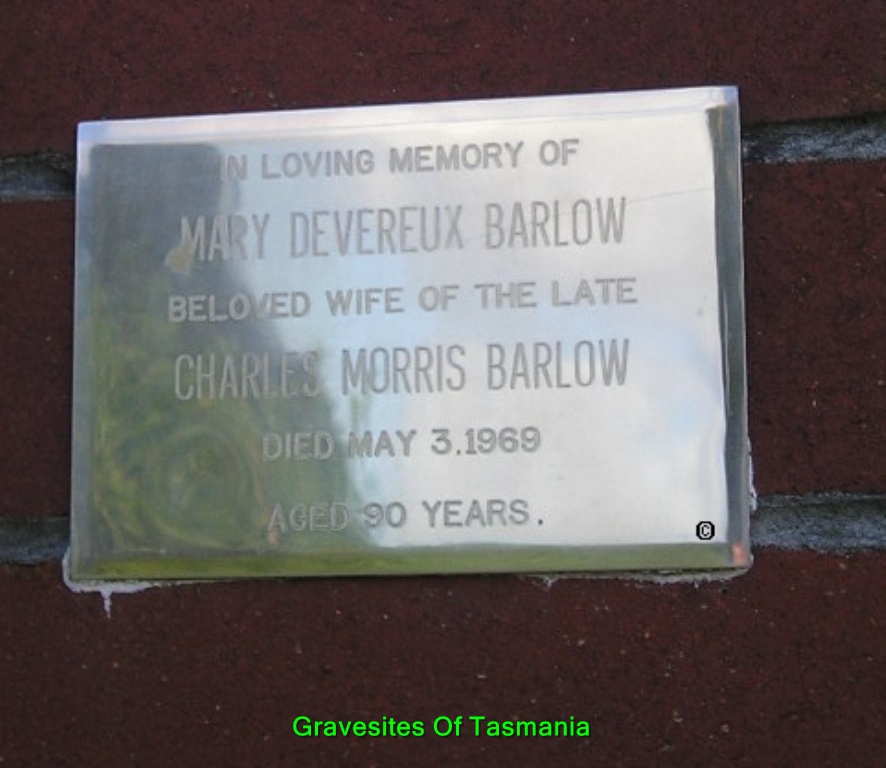 IN LOVING MEMORY OF
MARY DEVEREUX BARLOW
BELOVED WIFE OF THE LATE
CHARLES MORRIS BARLOW
DIED MAY 3.1969
AGED 90 YEARS.
©
Gravesites Of Tasmania